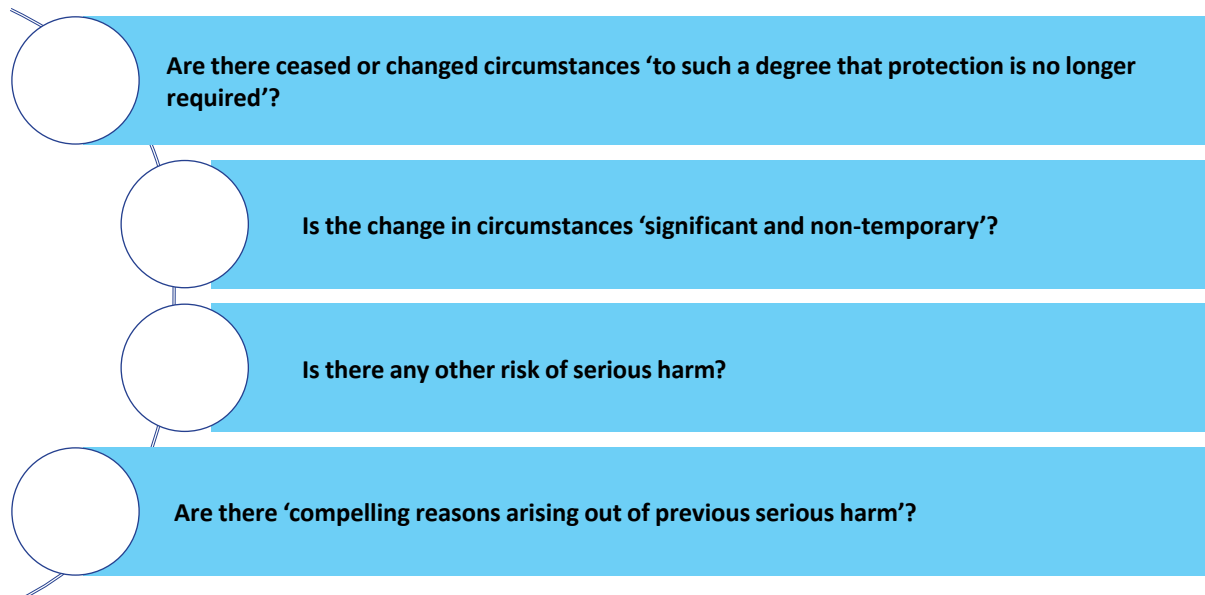 Are there ceased or changed circumstances ‘to such a degree that protection is no longer
required’?
Is the change in circumstances ‘significant and non-temporary’?
Is there any other risk of serious harm?
Are there ‘compelling reasons arising out of previous serious harm’?